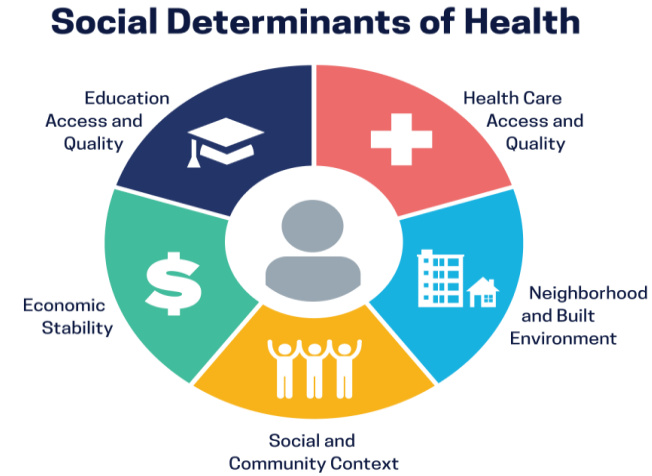 Social Determinants of Health
Education
Access and
Quality
Health Care
Access and
Quality
Economic
Stability
$
Neighborhood
and Built
Environment
Social and
Community Context